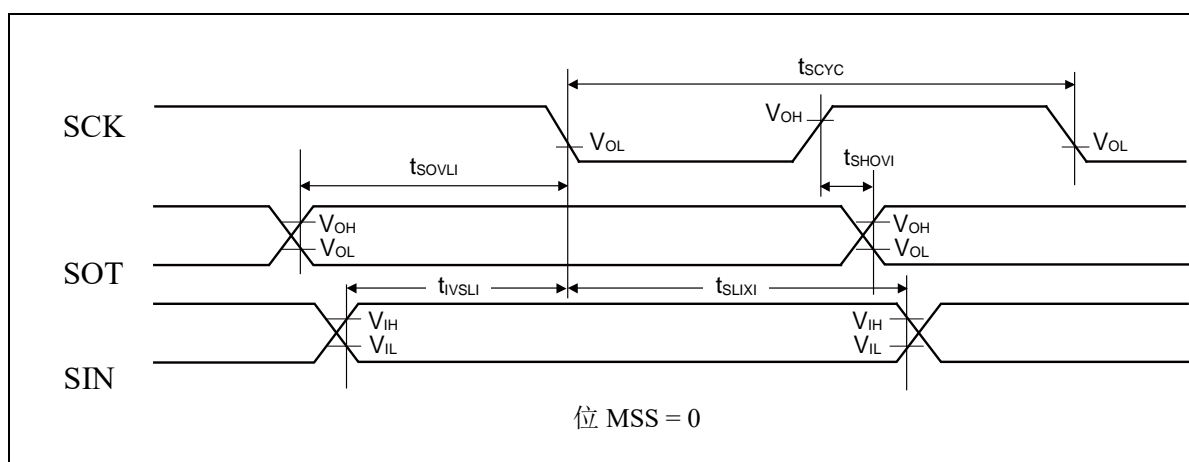 tSCYC
SCK
VOH
VOL
VOL
tSHOVI
tSOVLI
VOH
VOL
VOH
VOL
SOT
tIVSLI
tSLIXI
VIH
VIL
VIH
VIL
SIN
位 MSS = 0